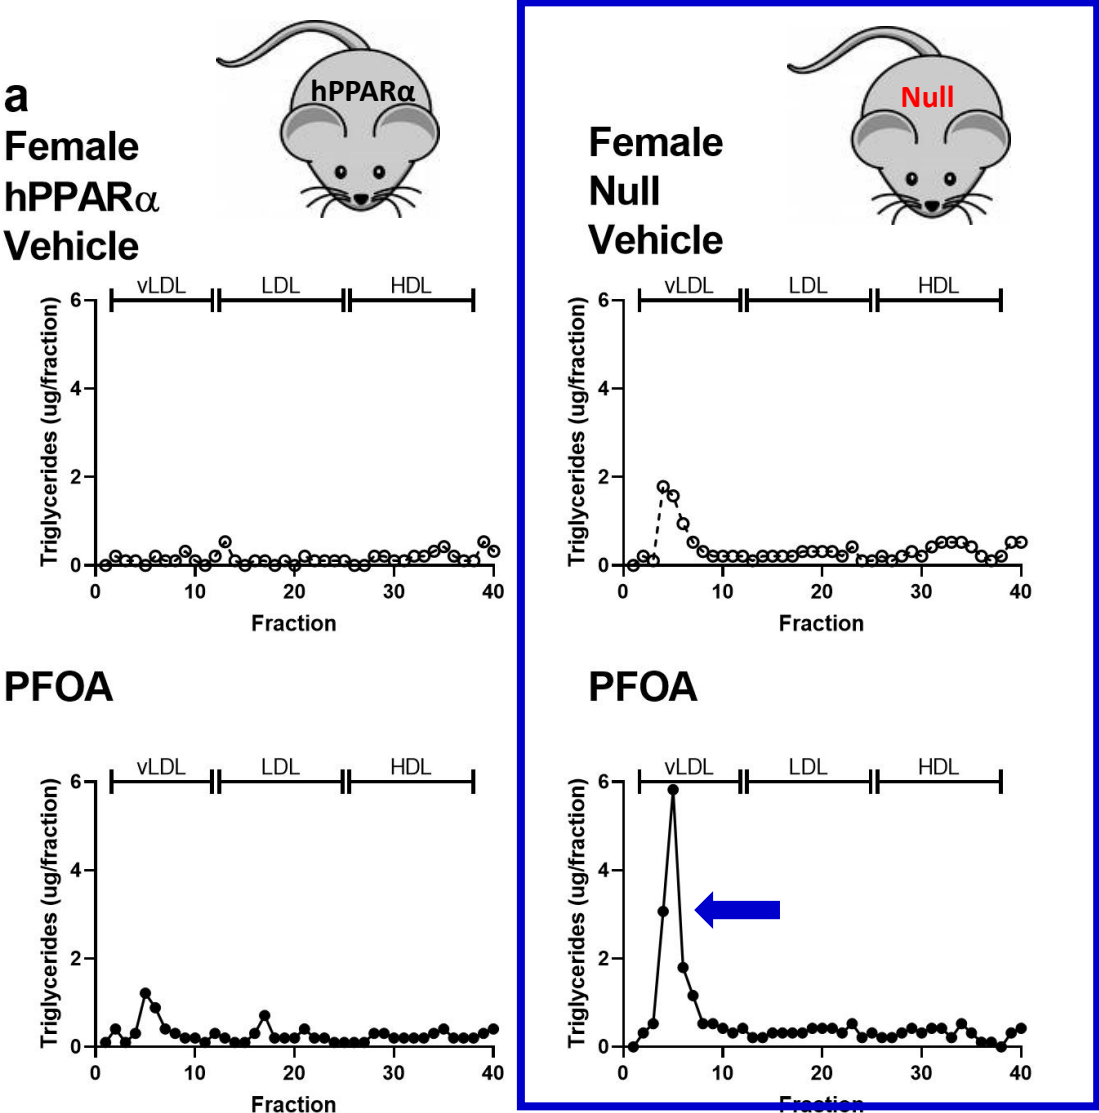 a
Female
hPPARα
Vehicle
hPPARα
vLDL LDL HDL
Triglycerides (ug/fraction)
6
4
2
0
0 10 20 30 40
Fraction
Female
Null
Vehicle
Null
vLDL LDL HDL
Triglycerides (ug/fraction)
6
4
2
0
0 10 20 30 40
Fraction
PFOA
vLDL LDL HDL
Triglycerides (ug/fraction)
6
4
2
0
0 10 20 30 40
Fraction
PFOA
vLDL LDL HDL
Triglycerides (ug/fraction)
6
4
2
0
0 10 20 30 40
Fraction